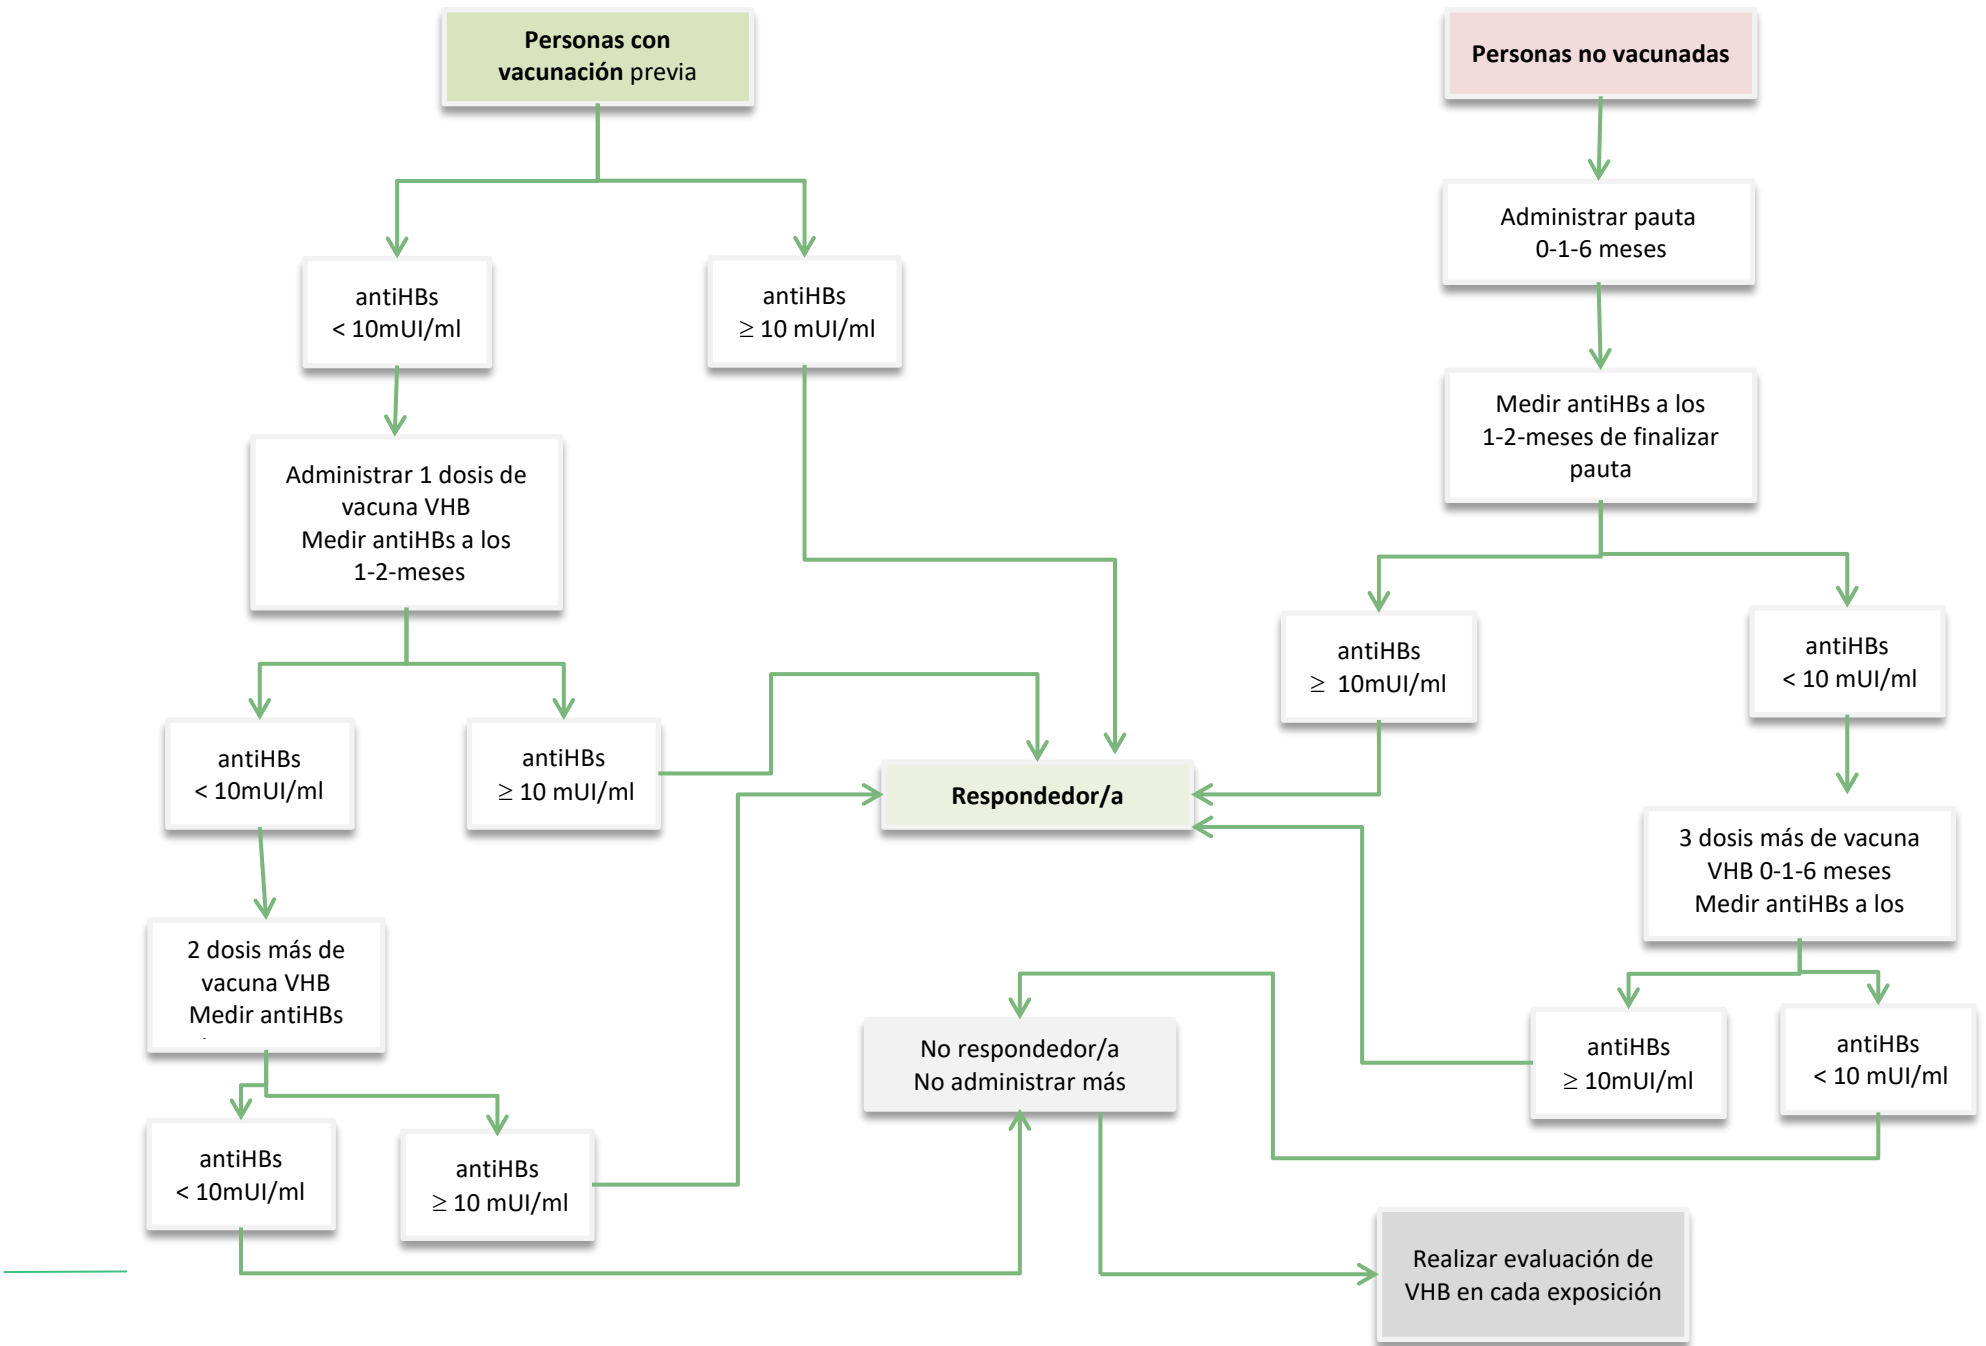 Personas con
vacunación previa
Personas no vacunadas
Administrar pauta
0-1-6 meses
antiHBs
< 10mUI/ml
antiHBs
≥ 10 mUI/ml
Medir antiHBs a los
1-2-meses de finalizar
pauta
Administrar 1 dosis de
vacuna VHB
Medir antiHBs a los
1-2-meses
antiHBs
≥ 10mUI/ml
antiHBs
< 10 mUI/ml
antiHBs
< 10mUI/ml
antiHBs
≥ 10 mUI/ml
Respondedor/a
3 dosis más de vacuna
VHB 0-1-6 meses
Medir antiHBs a los
2 dosis más de
vacuna VHB
Medir antiHBs
No respondedor/a
No administrar más
antiHBs
≥ 10mUI/ml
antiHBs
< 10 mUI/ml
antiHBs
< 10mUI/ml
antiHBs
≥ 10 mUI/ml
Realizar evaluación de
VHB en cada exposición